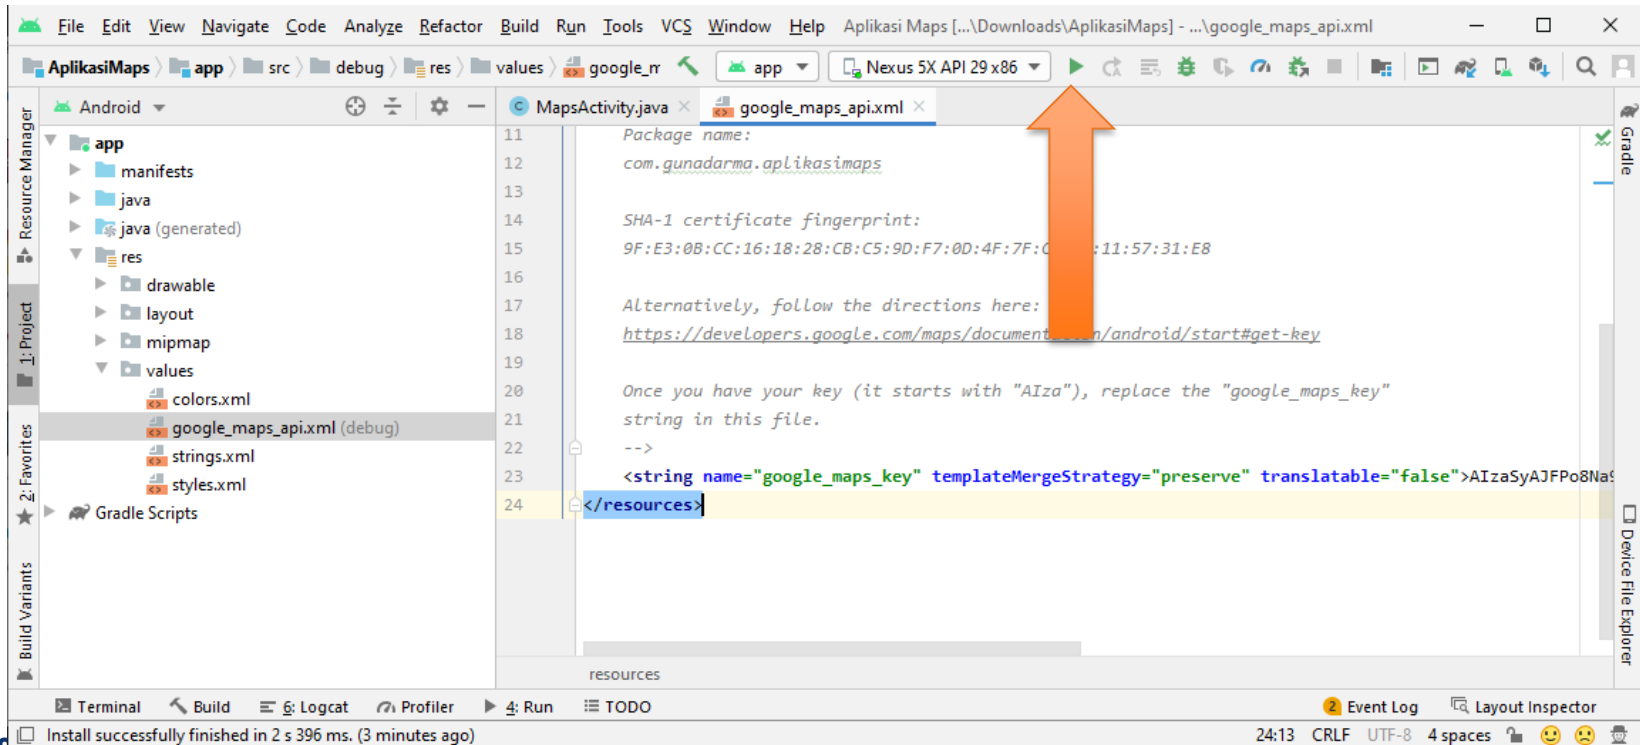 File Edit View Navigate Code Analyze Refactor Build Run Tools VCS Window Help Aplikasi Maps [...\Downloads\AplikasiMaps] - ...\google_maps_api.xml
AplikasiMaps app src debug res values google_m app Nexus 5X API 29 x86
Android
MapsActivity.java google_maps_api.xml
Resource Manager
1: Project
2: Favorites
Build Variants
app
manifests
java
java (generated)
res
drawable
layout
mipmap
values
colors.xml
google_maps_api.xml (debug)
strings.xml
styles.xml
Gradle Scripts
11 Package name:
12 com.gunadarma.aplikasimaps
13
14 SHA-1 certificate fingerprint:
15 9F:E3:0B:CC:16:18:28:CB:C5:9D:F7:0D:4F:7F: :11:57:31:E8
16
17 Alternatively, follow the directions here:
18 https://developers.google.com/maps/document n/android/start#get-key
19
20 Once you have your key (it starts with "AIza"), replace the "google_maps_key"
21 string in this file.
22 -->
23 <string name="google_maps_key" templateMergeStrategy="preserve" translatable="false">AIzaSyAJFPo8Na9
24 </resources>
resources
Gradle
Device File Explorer
Terminal Build 6: Logcat Profiler 4: Run TODO 2 Event Log Layout Inspector
Install successfully finished in 2 s 396 ms. (3 minutes ago) 24:13 CRLF UTF-8 4 spaces